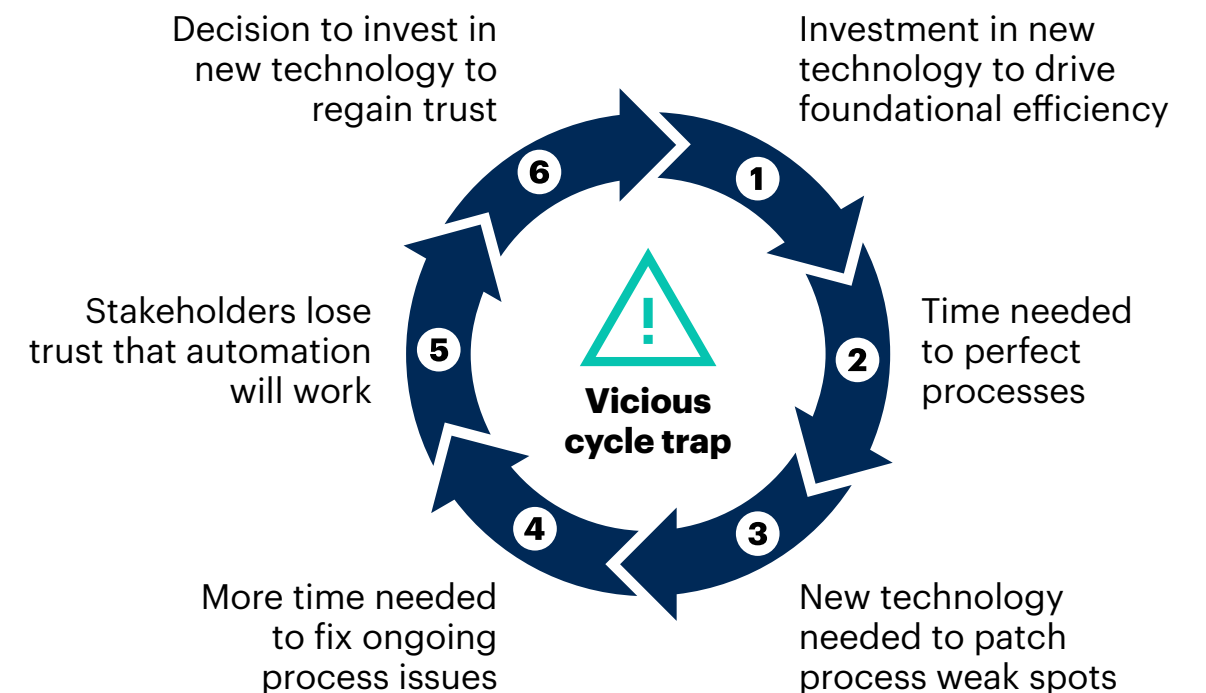 Decision to invest in
new technology to
regain trust
6
Investment in new
technology to drive
foundational efficiency
1
Time needed
to perfect
processes
2
New technology
needed to patch
process weak spots
3
More time needed
to fix ongoing
process issues
4
Stakeholders lose
trust that automation
will work
5
!
Vicious
cycle trap